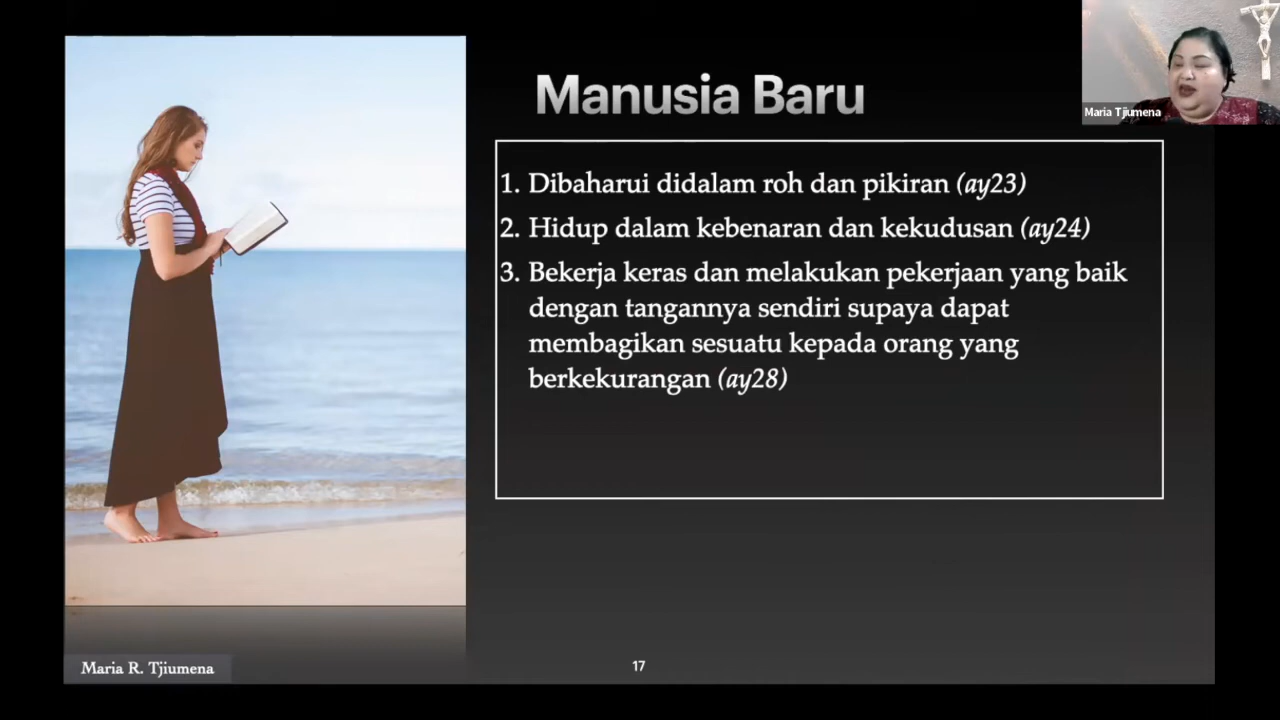 Manusia Baru
Maria Tjiumena
1. Dibaharui didalam roh dan pikiran (ay23)
2. Hidup dalam kebenaran dan kekudusan (ay24)
3. Bekerja keras dan melakukan pekerjaan yang baik
dengan tangannya sendiri supaya dapat
membagikan sesuatu kepada orang yang
berkekurangan (ay28)
Maria R. Tjiumena
17